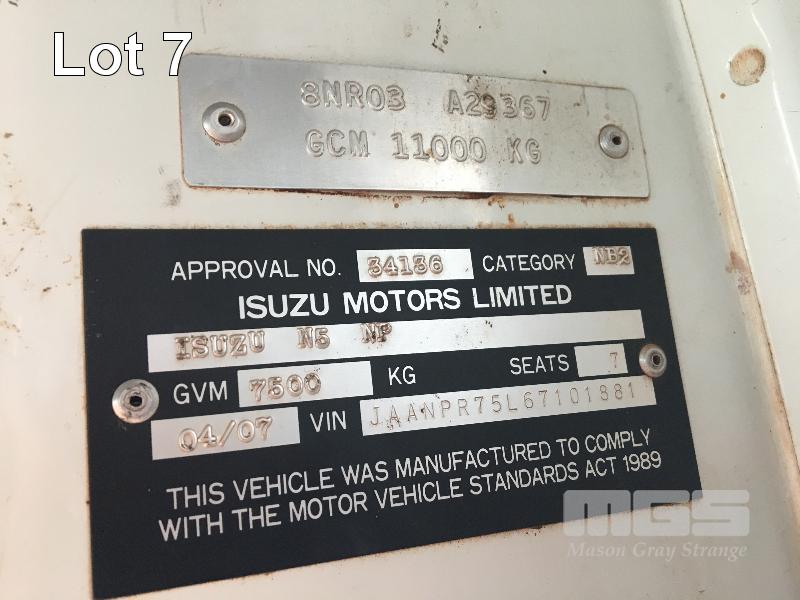 Lot 7
8NR03 A29367
GCM 11000 KG
APPROVAL NO. 34136 CATEGORY NB2
ISUZU MOTORS LIMITED
ISUZU N5 NP
GVM 7500 KG SEATS 7
04/07 VIN JAANPR75L67101881
THIS VEHICLE WAS MANUFACTURED TO COMPLY
WITH THE MOTOR VEHICLE STANDARDS ACT 1989
MGS
Mason Gray Strange